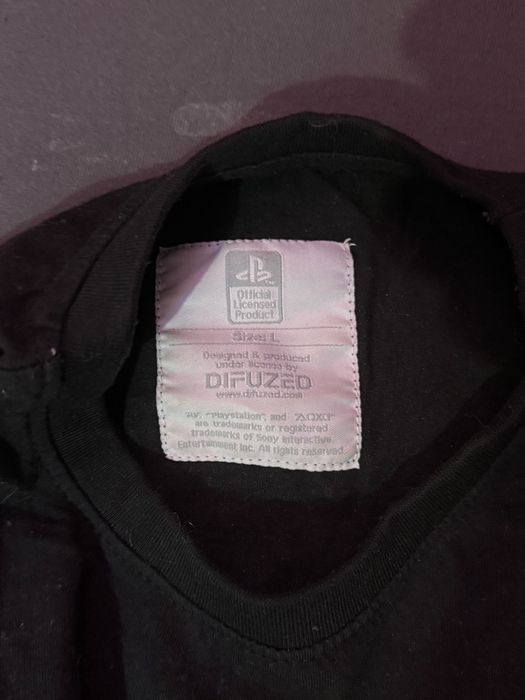 Official
Licensed
Product
Size: L
Designed & produced
under license by
DIFUZED
www.difuzed.com
"PlayStation", and
are trademarks or registered
trademarks of Sony Interactive
Entertainment Inc. All rights reserved.